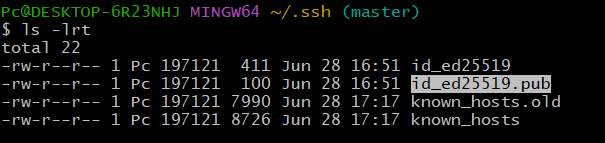 Pc@DESKTOP-6R23NHJ MINGW64 ~/.ssh (master)
$ ls -lrt
total 22
-rw-r--r-- 1 Pc 197121  411 Jun 28 16:51 id_ed25519
-rw-r--r-- 1 Pc 197121  100 Jun 28 16:51 id_ed25519.pub
-rw-r--r-- 1 Pc 197121 7990 Jun 28 17:17 known_hosts.old
-rw-r--r-- 1 Pc 197121 8726 Jun 28 17:17 known_hosts